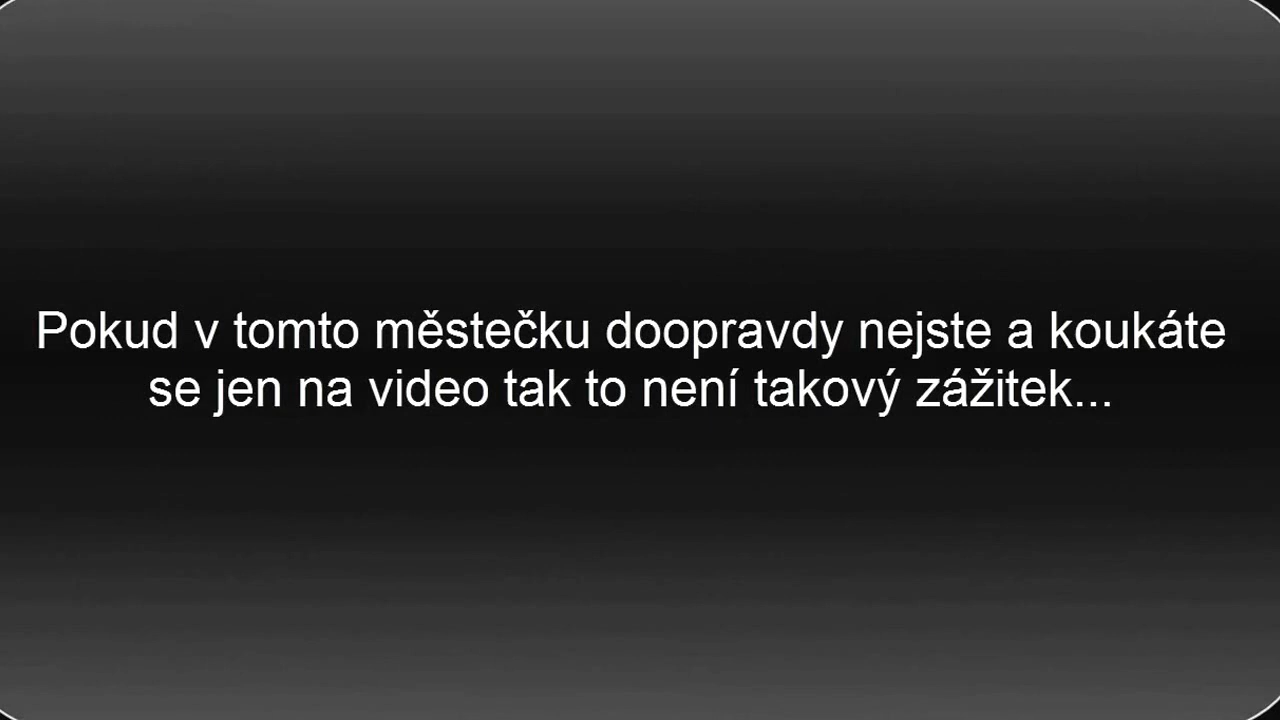 Pokud v tomto městečku doopravdy nejste a koukáte
se jen na video tak to není takový zážitek...